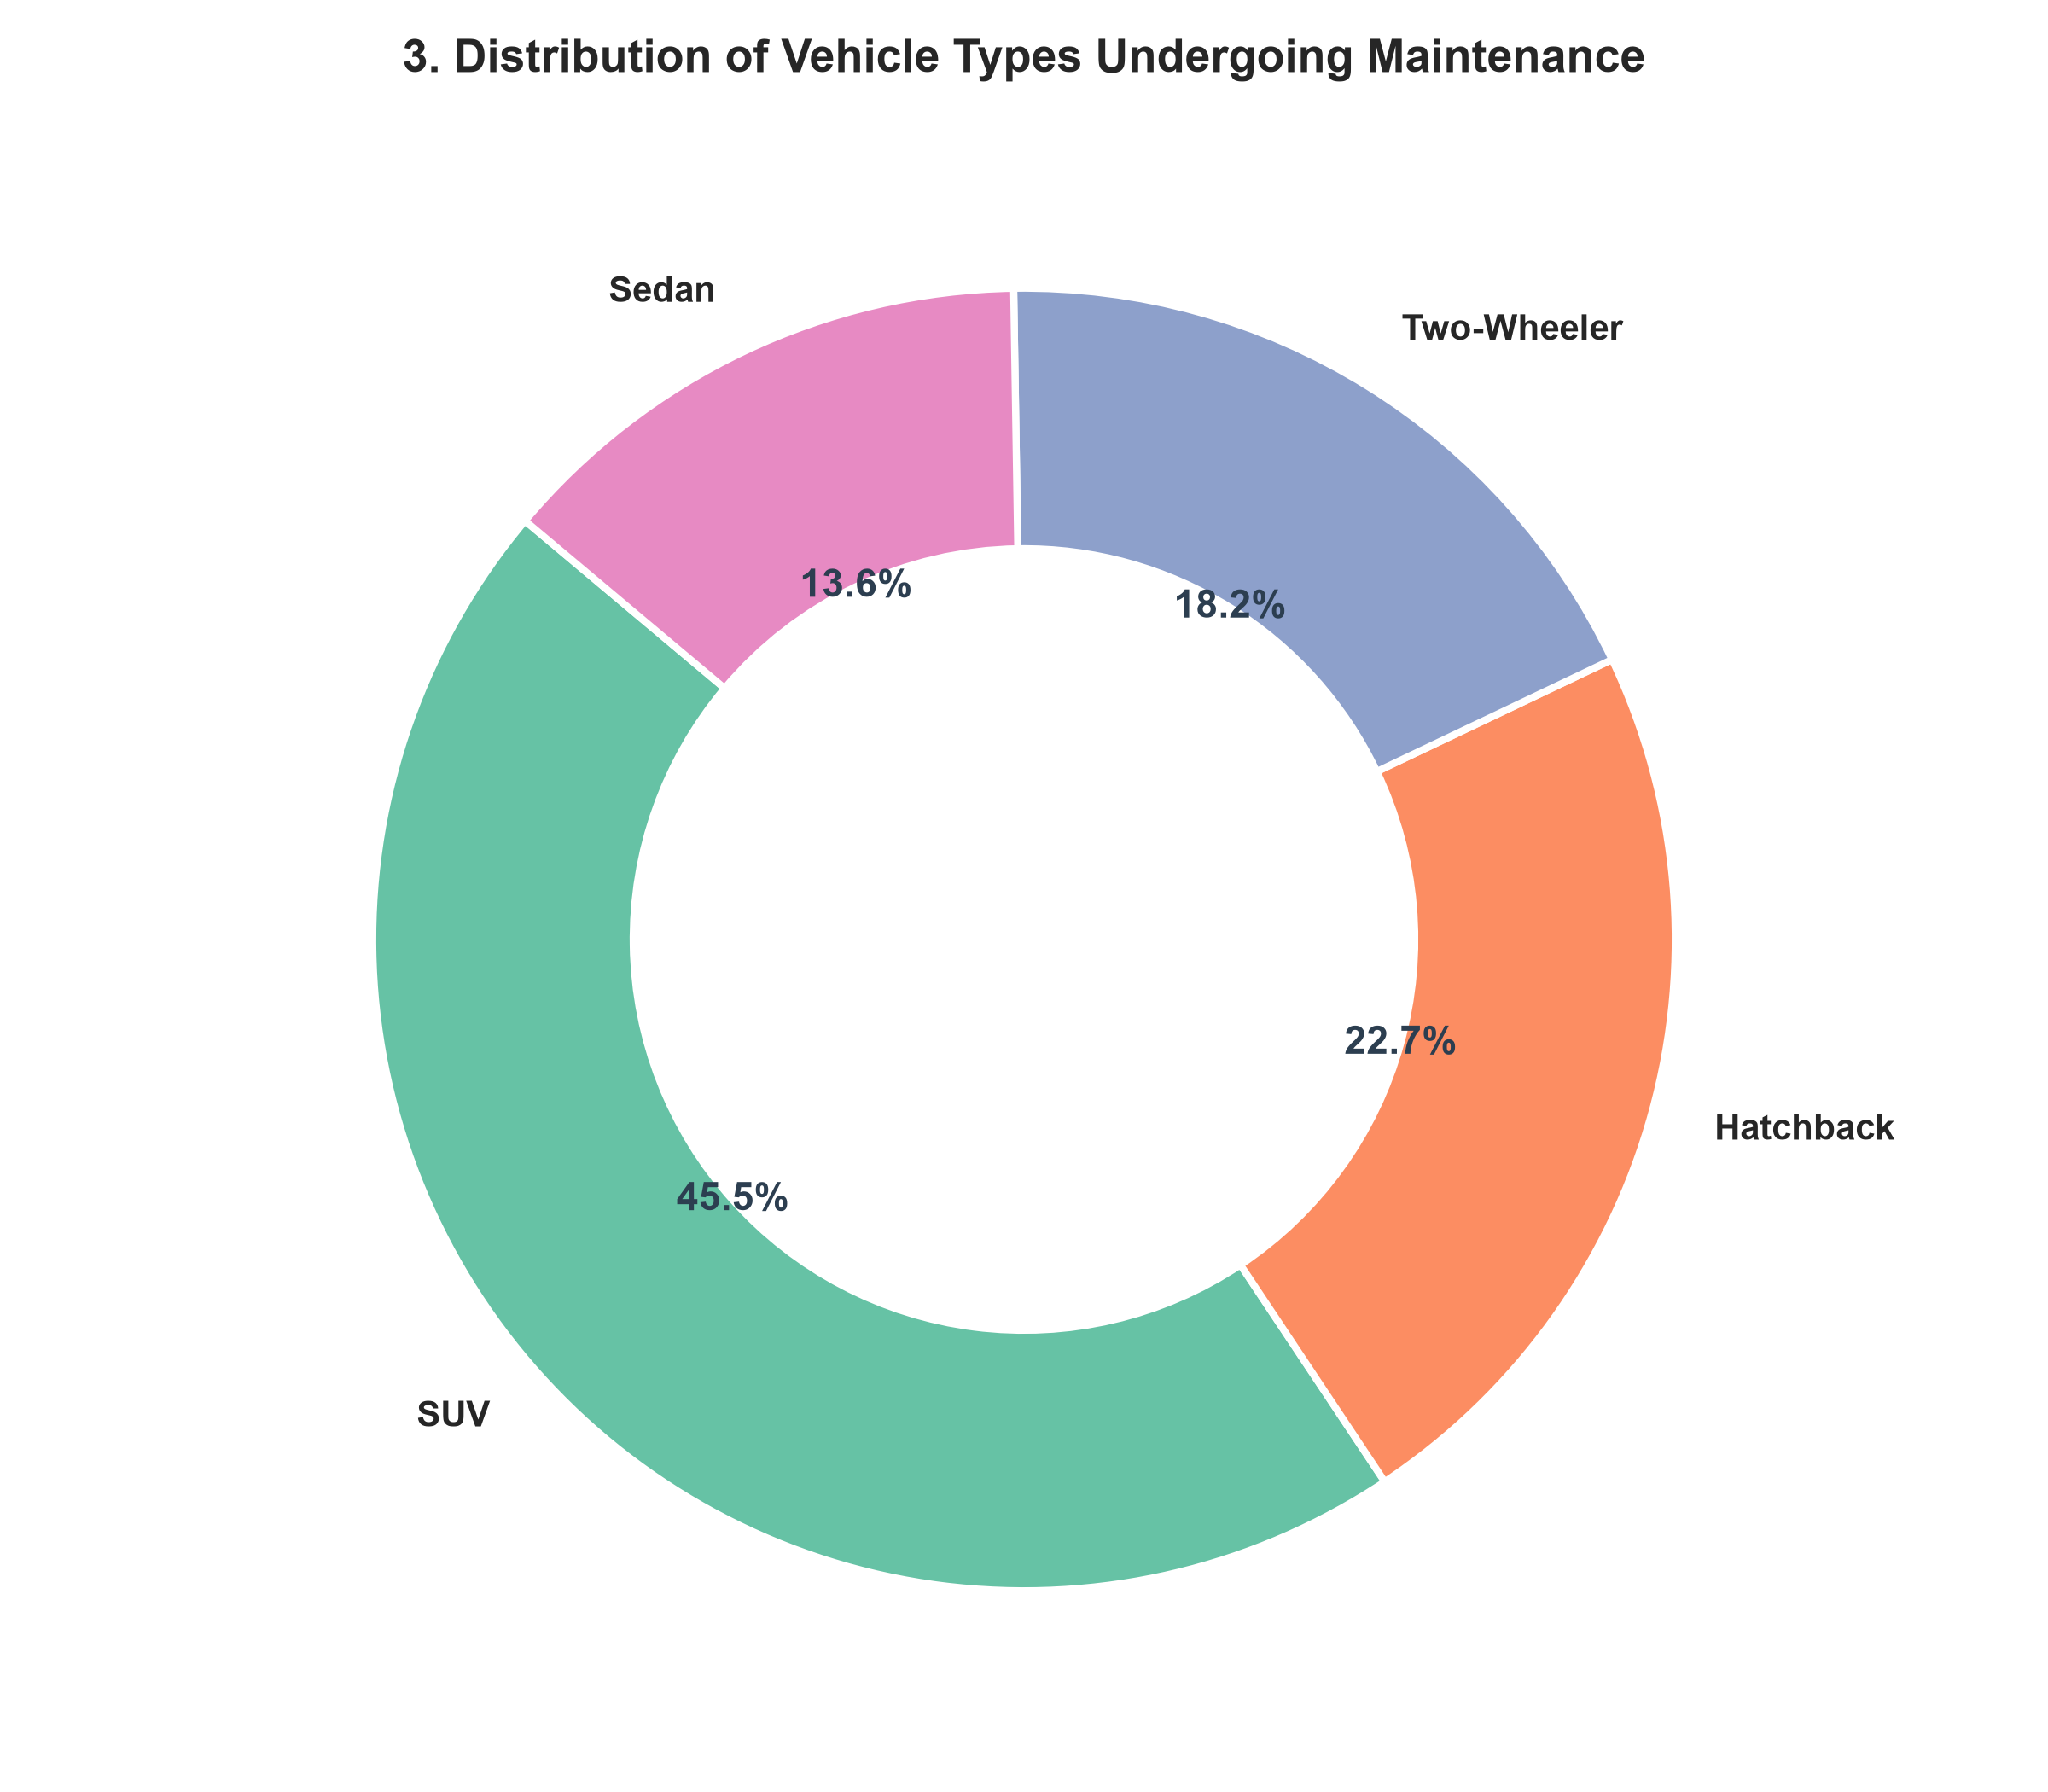 3. Distribution of Vehicle Types Undergoing Maintenance
Sedan
Two-Wheeler
13.6%
18.2%
22.7%
Hatchback
45.5%
SUV